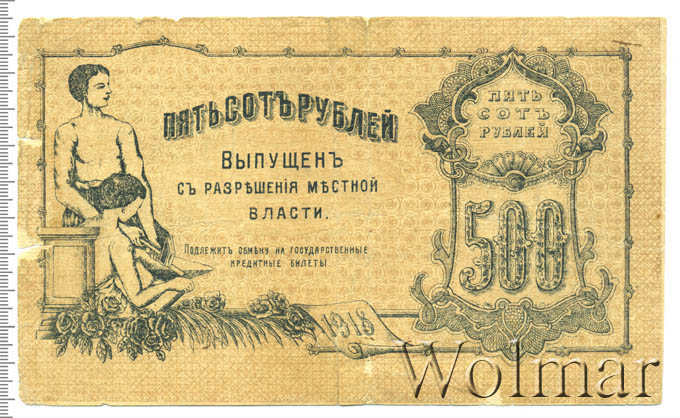 ПЯТЬСОТЪ РУБЛЕЙ
ВЫПУЩЕНЪ
СЪ РАЗРѢШЕНІЯ МѢСТНОЙ
ВЛАСТИ.
ПОДЛЕЖИТЪ ОБМѢНУ НА ГОСУДАРСТВЕННЫЕ
КРЕДИТНЫЕ БИЛЕТЫ
ПЯТЬ
СОТЪ
РУБЛЕЙ
500
1918
Wolmar